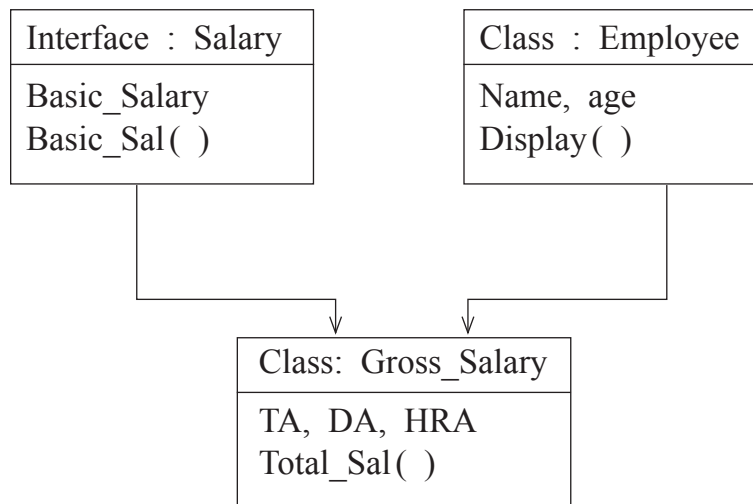 Interface : Salary
Basic_Salary
Basic_Sal( )
Class : Employee
Name, age
Display( )
Class: Gross_Salary
TA, DA, HRA
Total_Sal( )